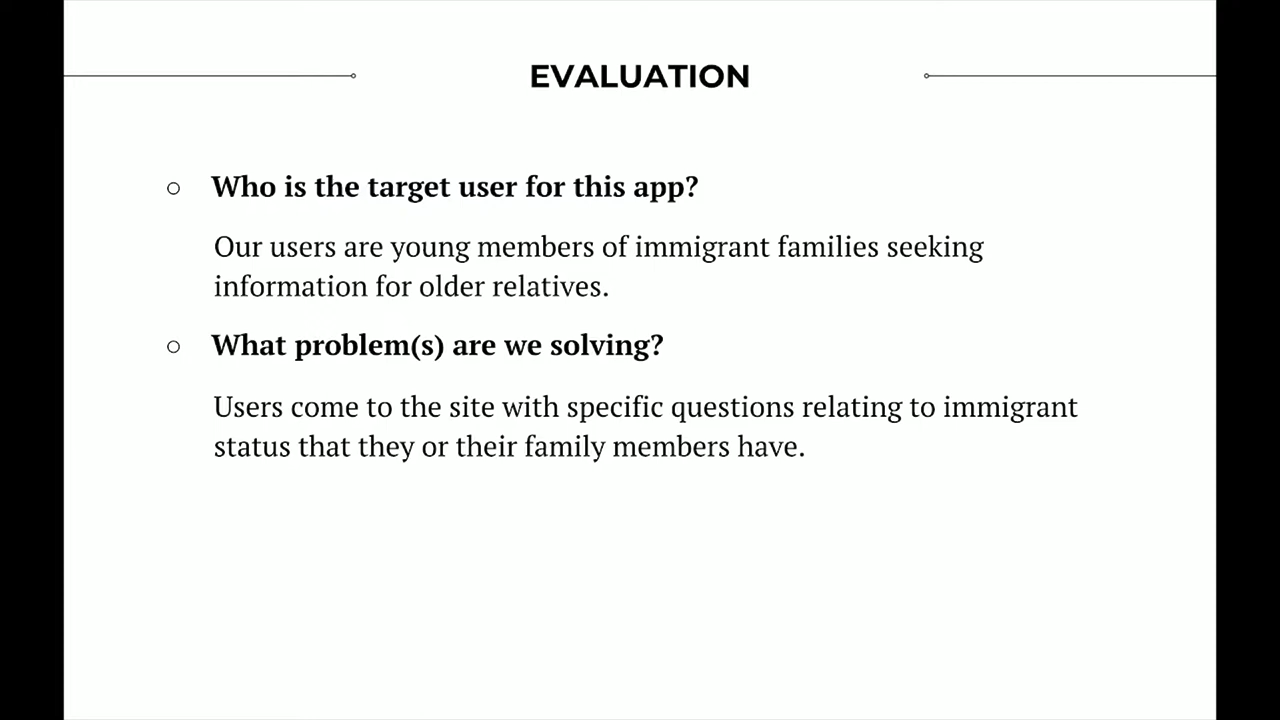 EVALUATION
○ Who is the target user for this app?
Our users are young members of immigrant families seeking
information for older relatives.
○ What problem(s) are we solving?
Users come to the site with specific questions relating to immigrant
status that they or their family members have.